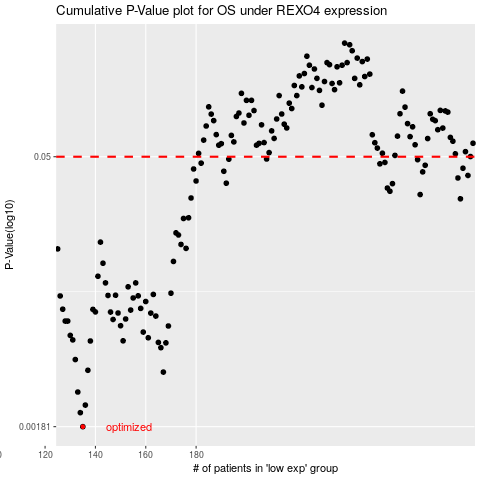 Cumulative P-Value plot for OS under REXO4 expression
P-Value(log10)
0.05
0.00181
optimized
0 120 140 160 180
# of patients in 'low exp' group